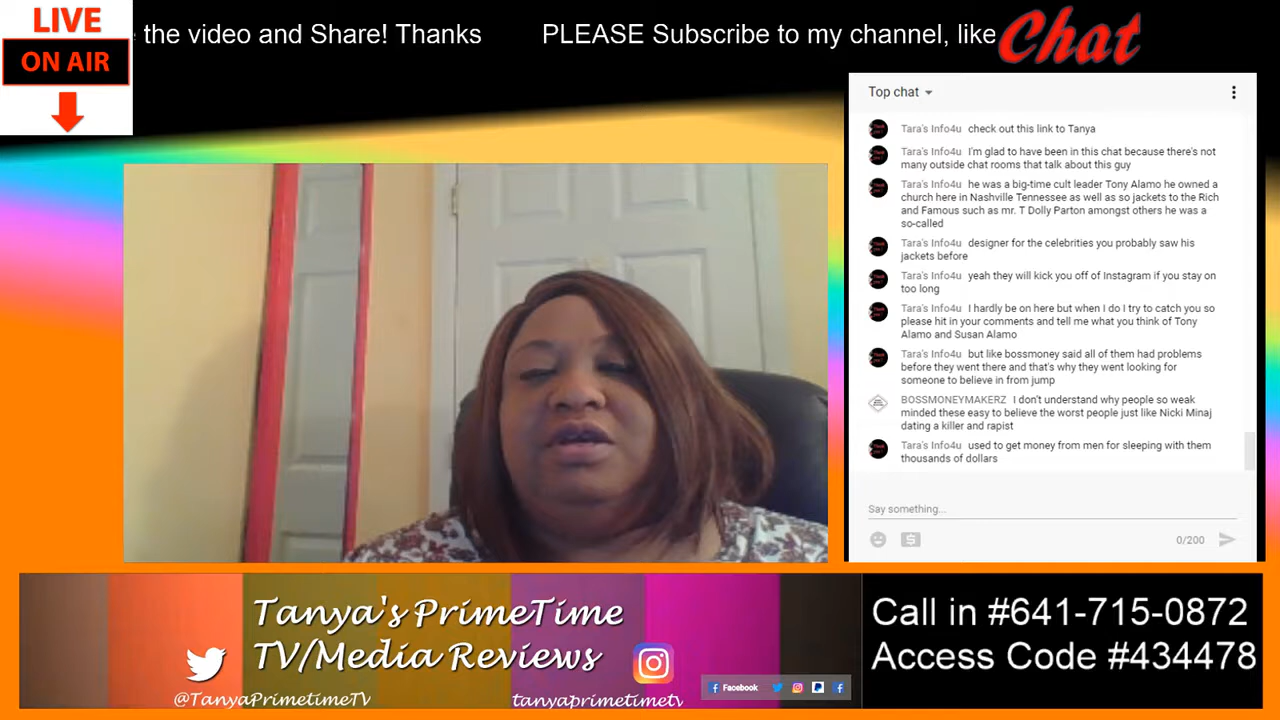 LIVE
ON AIR
the video and Share! Thanks PLEASE Subscribe to my channel, like
Chat
Top chat
Tara's Info4u check out this link to Tanya
Tara's Info4u I'm glad to have been in this chat because there's not
many outside chat rooms that talk about this guy
Tara's Info4u he was a big-time cult leader Tony Alamo he owned a
church here in Nashville Tennessee as well as so jackets to the Rich
and Famous such as mr. T Dolly Parton amongst others he was a
so-called
Tara's Info4u designer for the celebrities you probably saw his
jackets before
Tara's Info4u yeah they will kick you off of Instagram if you stay on
too long
Tara's Info4u I hardly be on here but when I do I try to catch you so
please hit in your comments and tell me what you think of Tony
Alamo and Susan Alamo
Tara's Info4u but like bossmoney said all of them had problems
before they went there and that's why they went looking for
someone to believe in from jump
BOSSMONEYMAKERZ I don't understand why people so weak
minded these easy to believe the worst people just like Nicki Minaj
dating a killer and rapist
Tara's Info4u used to get money from men for sleeping with them
thousands of dollars
Say something...
0/200
Tanya's PrimeTime
TV/Media Reviews
@TanyaPrimetimeTV
tanyaprimetimetv
Facebook
Call in #641-715-0872
Access Code #434478